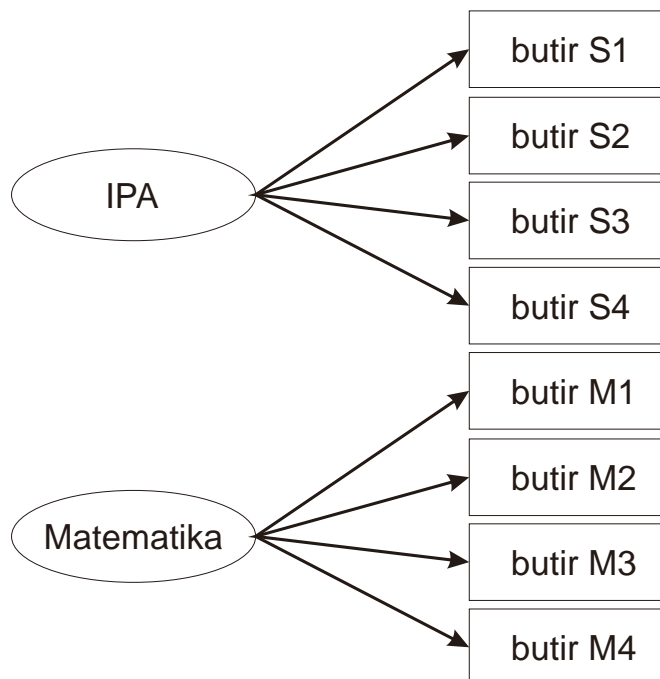 butir S1
butir S2
IPA
butir S3
butir S4
butir M1
butir M2
Matematika
butir M3
butir M4